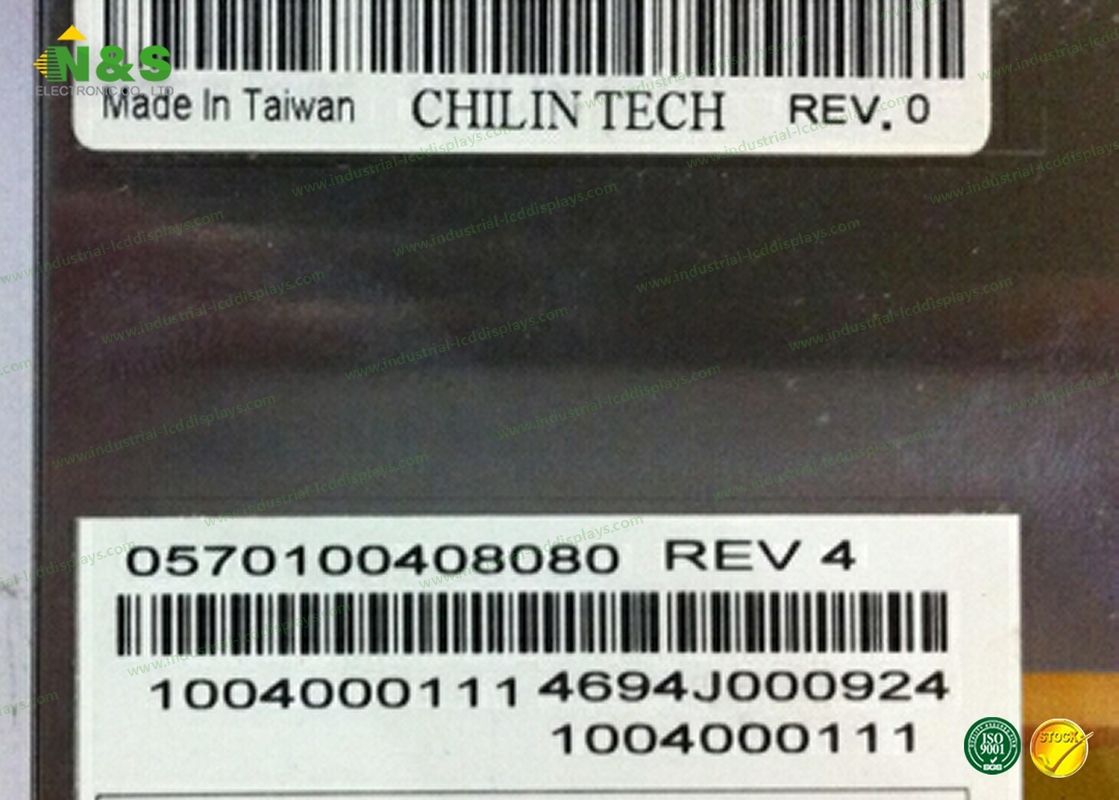 N&S
ELECTRONIC CO., LTD
Made In Taiwan CHILIN TECH REV. 0
0570100408080 REV 4
1004000111 4694J000924
1004000111
ISO
9001
SGS
STOCK
www.industrial-lcddisplays.com